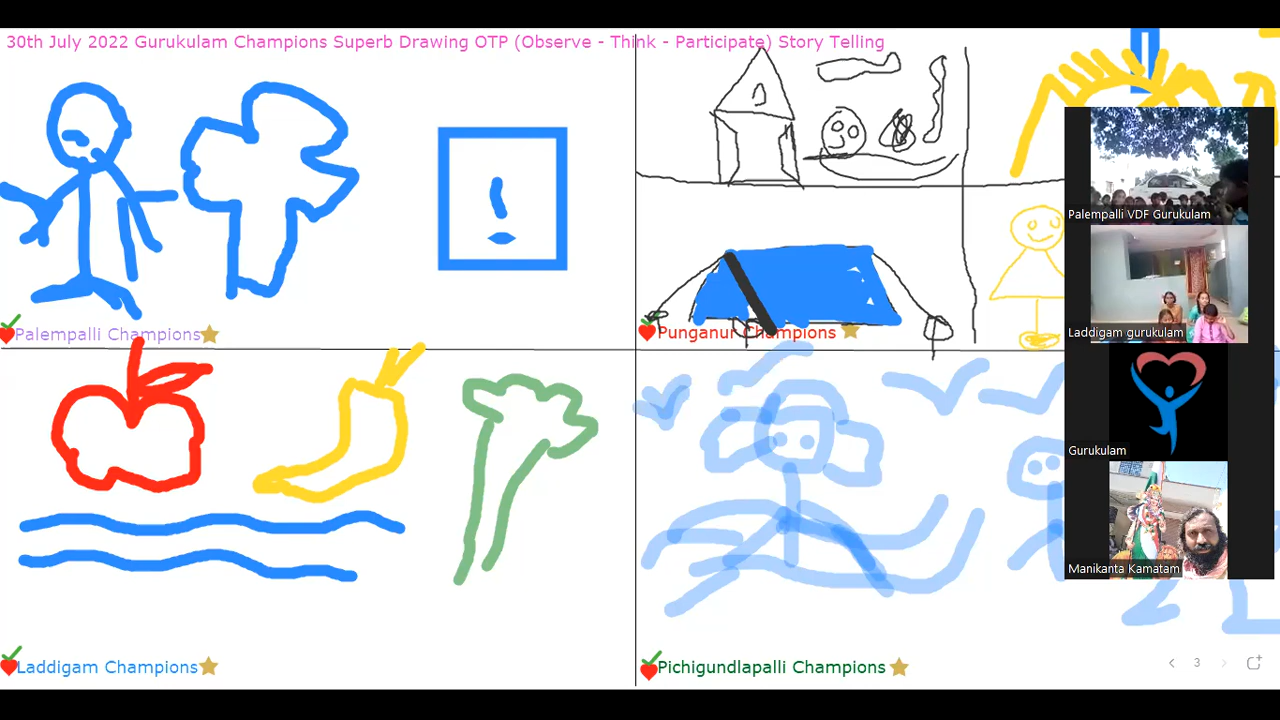 30th July 2022 Gurukulam Champions Superb Drawing OTP (Observe - Think - Participate) Story Telling
Palempalli Champions
Punganur Champions
Laddigam Champions
Pichigundlapalli Champions
Palempalli VDF Gurukulam
Laddigam gurukulam
Gurukulam
Manikanta Kamatam
3